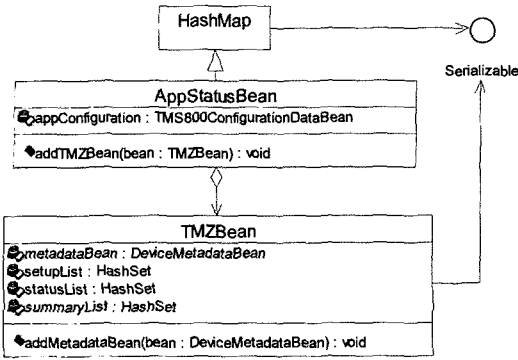 HashMap
Serializable
AppStatusBean
appConfiguration : TMS800ConfigurationDataBean
addTMZBean(bean : TMZBean) : void
TMZBean
metadataBean : DeviceMetadataBean
setupList : HashSet
statusList : HashSet
summaryList : HashSet
addMetadataBean(bean : DeviceMetadataBean) : void